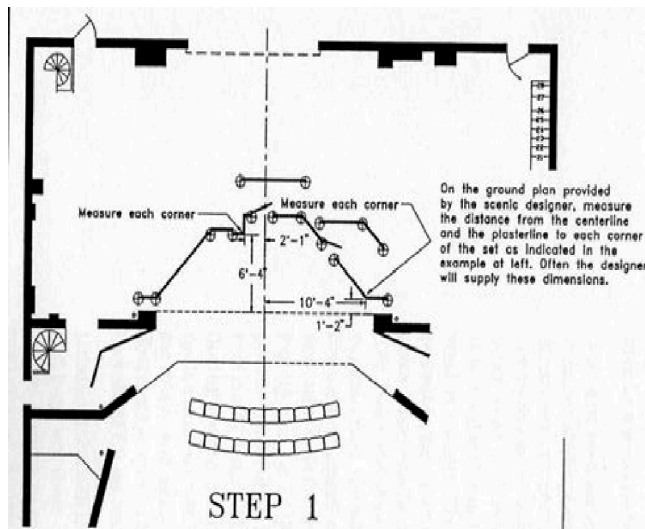 Measure each corner
Measure each corner
2'-1"
6'-4"
10'-4"
1'-2"
On the ground plan provided
by the scenic designer, measure
the distance from the centerline
and the plasterline to each corner
of the set as indicated in the
example at left. Often the designer
will supply these dimensions.
STEP 1